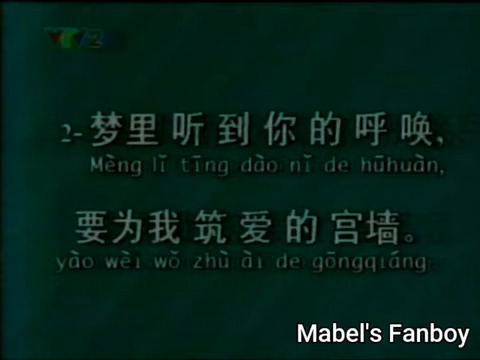 VTV2
2-梦里听到你的呼唤,
Mèng lǐ tīng dào nǐ de hūhuàn,
要为我筑爱的宫墙。
yào wèi wǒ zhù ài de gōngqiáng.
Mabel's Fanboy